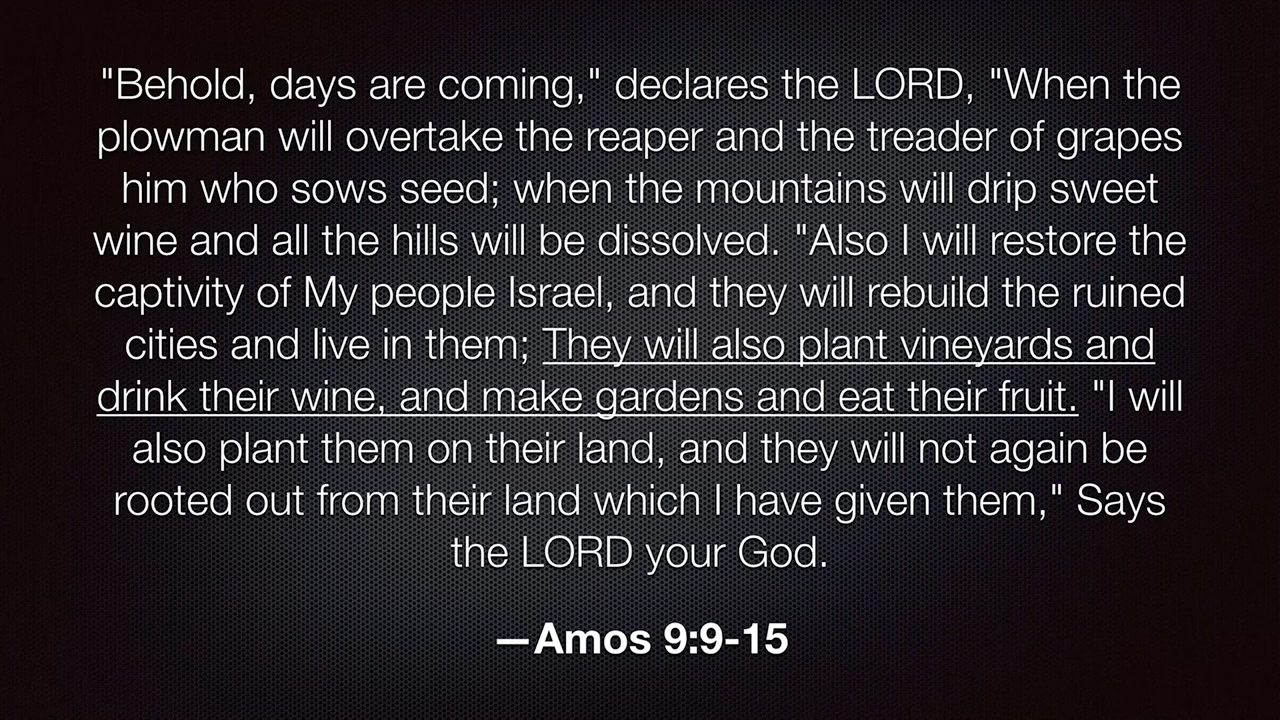 "Behold, days are coming," declares the LORD, "When the
plowman will overtake the reaper and the treader of grapes
him who sows seed; when the mountains will drip sweet
wine and all the hills will be dissolved. "Also I will restore the
captivity of My people Israel, and they will rebuild the ruined
cities and live in them; They will also plant vineyards and
drink their wine, and make gardens and eat their fruit. "I will
also plant them on their land, and they will not again be
rooted out from their land which I have given them," Says
the LORD your God.
—Amos 9:9-15